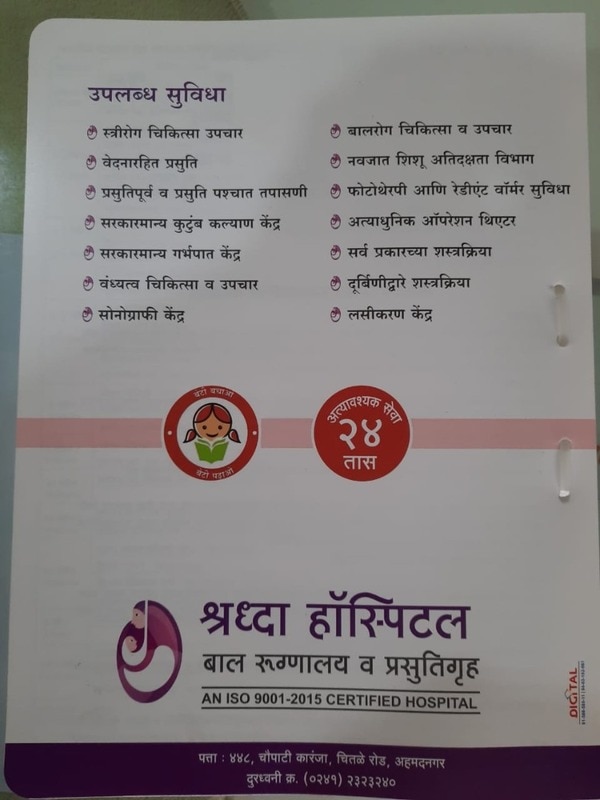 उपलब्ध सुविधा
स्त्रीरोग चिकित्सा उपचार
वेदनारहित प्रसुति
प्रसुतिपूर्व व प्रसुति पश्चात तपासणी
सरकारमान्य कुटुंब कल्याण केंद्र
सरकारमान्य गर्भपात केंद्र
वंध्यत्व चिकित्सा व उपचार
सोनोग्राफी केंद्र
बालरोग चिकित्सा व उपचार
नवजात शिशू अतिदक्षता विभाग
फोटोथेरपी आणि रेडीएंट वॉर्मर सुविधा
अत्याधुनिक ऑपरेशन थिएटर
सर्व प्रकारच्या शस्त्रक्रिया
दूर्बिणीद्वारे शस्त्रक्रिया
लसीकरण केंद्र
बेटी बचाओ
बेटी पढाओ
अत्यावश्यक सेवा
२४
तास
श्रध्दा हॉस्पिटल
बाल रूग्णालय व प्रसुतिगृह
AN ISO 9001-2015 CERTIFIED HOSPITAL
DIGITAL
पत्ता : ४४८, चौपाटी कारंजा, चितळे रोड, अहमदनगर
दुरध्वनी क्र. (०२४१) २३२३२४०